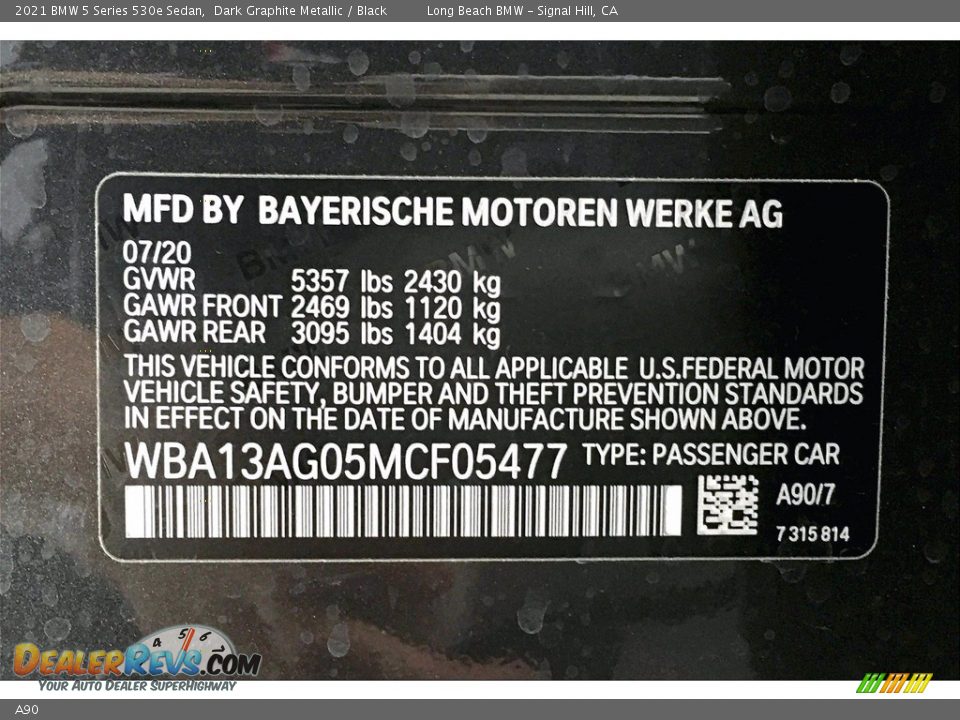 2021 BMW 5 Series 530e Sedan, Dark Graphite Metallic / Black Long Beach BMW - Signal Hill, CA
MFD BY BAYERISCHE MOTOREN WERKE AG
07/20
GVWR 5357 lbs 2430 kg
GAWR FRONT 2469 lbs 1120 kg
GAWR REAR 3095 lbs 1404 kg
THIS VEHICLE CONFORMS TO ALL APPLICABLE U.S.FEDERAL MOTOR
VEHICLE SAFETY, BUMPER AND THEFT PREVENTION STANDARDS
IN EFFECT ON THE DATE OF MANUFACTURE SHOWN ABOVE.
WBA13AG05MCF05477 TYPE: PASSENGER CAR
A90/7
7 315 814
4 5 6
DEALERREVS.COM
YOUR AUTO DEALER SUPERHIGHWAY
A90